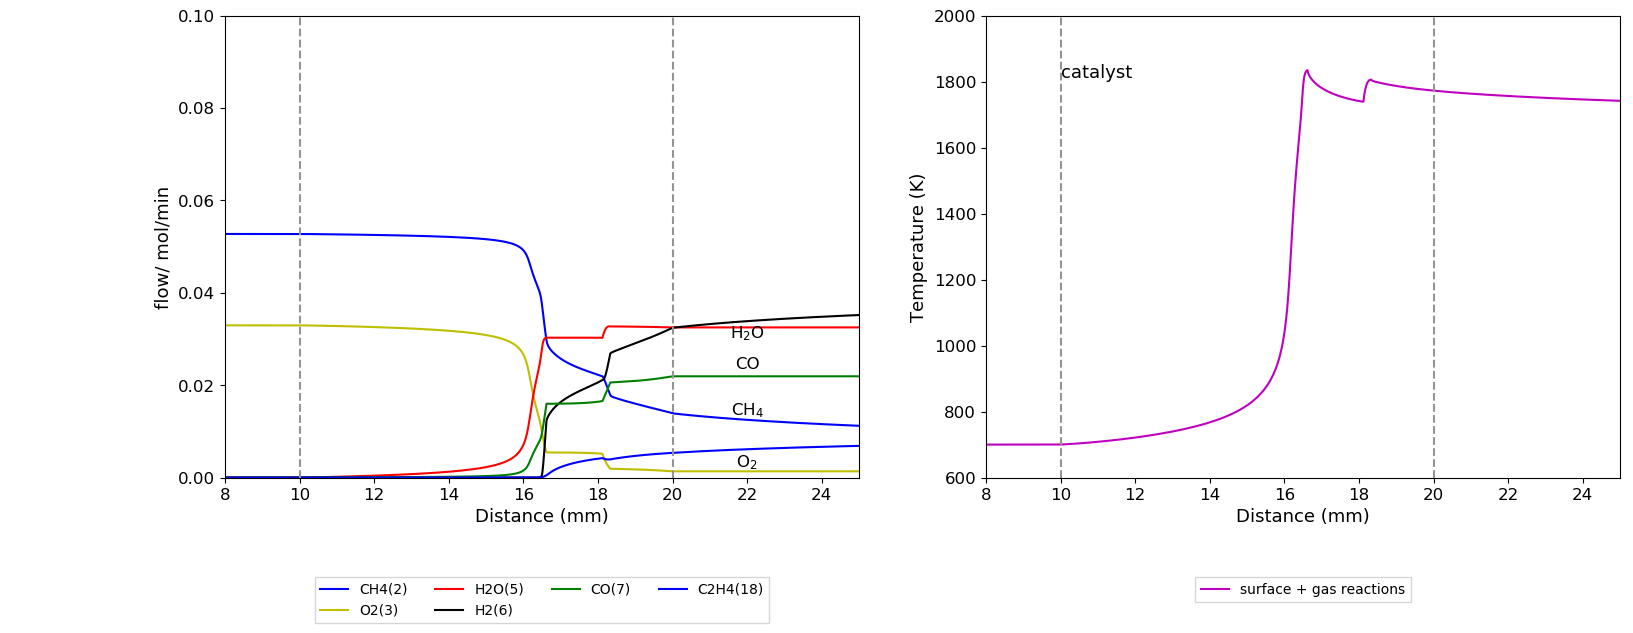 0.10
0.08
0.06
0.04
0.02
0.00
flow/ mol/min
H₂O
CO
CH₄
O₂
8 10 12 14 16 18 20 22 24
Distance (mm)
CH4(2) H2O(5) CO(7) C2H4(18)
O2(3) H2(6)
2000
1800
1600
1400
1200
1000
800
600
Temperature (K)
catalyst
8 10 12 14 16 18 20 22 24
Distance (mm)
surface + gas reactions